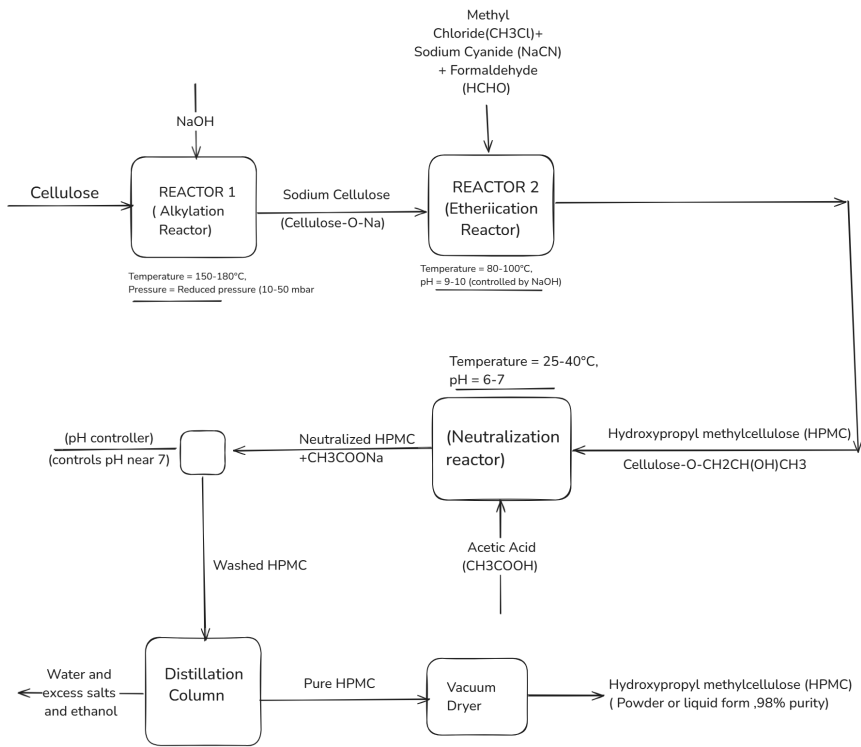 Methyl
Chloride(CH3Cl)+
Sodium Cyanide (NaCN)
+ Formaldehyde
(HCHO)
NaOH
Cellulose
REACTOR 1
( Alkylation
Reactor)
Sodium Cellulose
(Cellulose-O-Na)
REACTOR 2
(Etheriication
Reactor)
Temperature = 150-180°C,
Pressure = Reduced pressure (10-50 mbar
Temperature = 80-100°C,
pH = 9-10 (controlled by NaOH)
Temperature = 25-40°C,
pH = 6-7
(Neutralization
reactor)
Hydroxypropyl methylcellulose (HPMC)
Cellulose-O-CH2CH(OH)CH3
Neutralized HPMC
+CH3COONa
(pH controller)
(controls pH near 7)
Acetic Acid
(CH3COOH)
Washed HPMC
Distillation
Column
Water and
excess salts
and ethanol
Pure HPMC
Vacuum
Dryer
Hydroxypropyl methylcellulose (HPMC)
( Powder or liquid form ,98% purity)